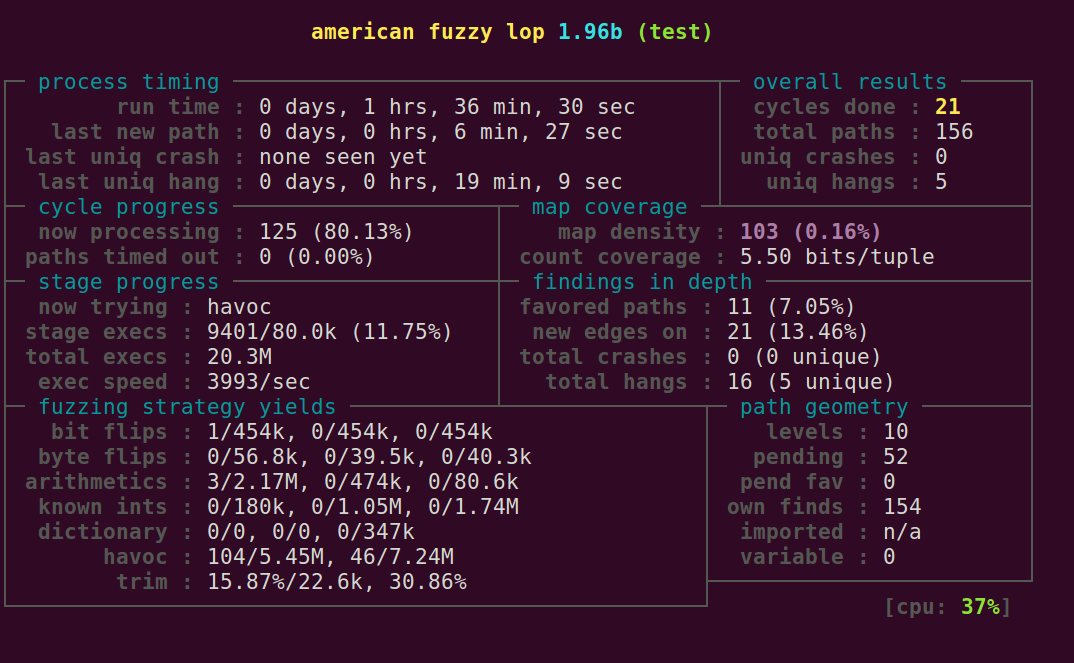 american fuzzy lop 1.96b (test)
process timing overall results
run time : 0 days, 1 hrs, 36 min, 30 sec cycles done : 21
last new path : 0 days, 0 hrs, 6 min, 27 sec total paths : 156
last uniq crash : none seen yet uniq crashes : 0
last uniq hang : 0 days, 0 hrs, 19 min, 9 sec uniq hangs : 5
cycle progress map coverage
now processing : 125 (80.13%) map density : 103 (0.16%)
paths timed out : 0 (0.00%) count coverage : 5.50 bits/tuple
stage progress findings in depth
now trying : havoc favored paths : 11 (7.05%)
stage execs : 9401/80.0k (11.75%) new edges on : 21 (13.46%)
total execs : 20.3M total crashes : 0 (0 unique)
exec speed : 3993/sec total hangs : 16 (5 unique)
fuzzing strategy yields path geometry
bit flips : 1/454k, 0/454k, 0/454k levels : 10
byte flips : 0/56.8k, 0/39.5k, 0/40.3k pending : 52
arithmetics : 3/2.17M, 0/474k, 0/80.6k pend fav : 0
known ints : 0/180k, 0/1.05M, 0/1.74M own finds : 154
dictionary : 0/0, 0/0, 0/347k imported : n/a
havoc : 104/5.45M, 46/7.24M variable : 0
trim : 15.87%/22.6k, 30.86%
[cpu: 37%]